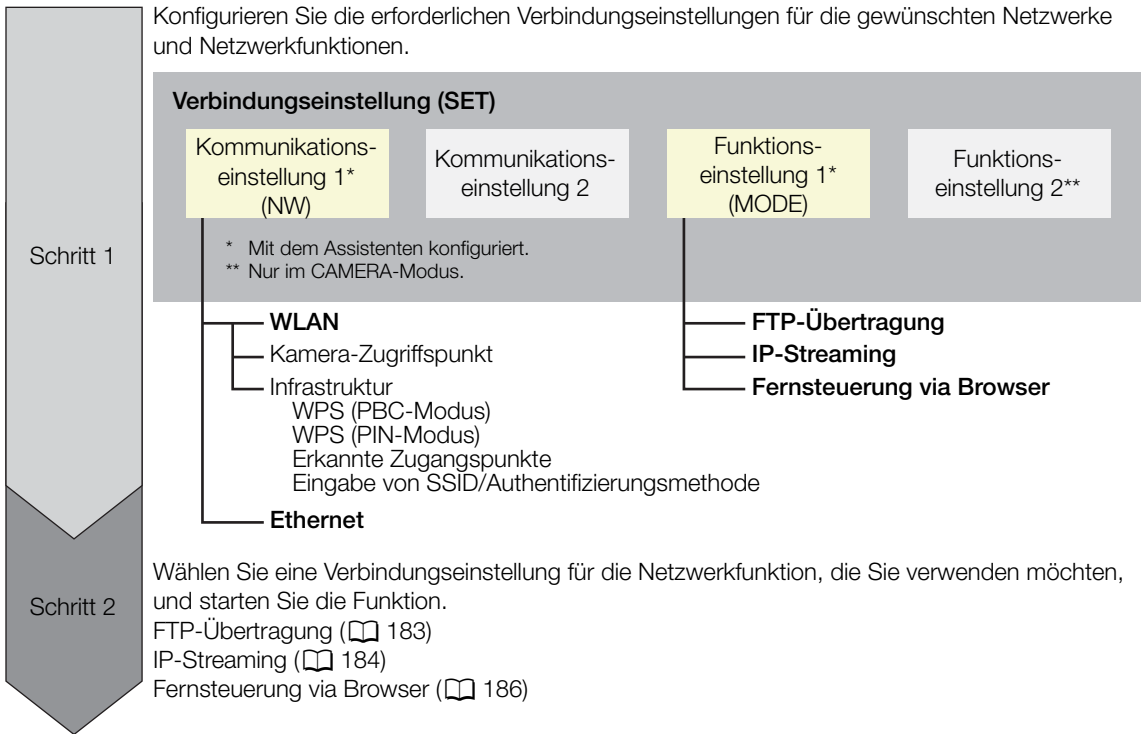 Konfigurieren Sie die erforderlichen Verbindungseinstellungen für die gewünschten Netzwerke
und Netzwerkfunktionen.
Verbindungseinstellung (SET)
Kommunikations-
einstellung 1*
(NW)
Kommunikations-
einstellung 2
Funktions-
einstellung 1*
(MODE)
Funktions-
einstellung 2**
* Mit dem Assistenten konfiguriert.
** Nur im CAMERA-Modus.
Schritt 1
WLAN
Kamera-Zugriffspunkt
Infrastruktur
WPS (PBC-Modus)
WPS (PIN-Modus)
Erkannte Zugangspunkte
Eingabe von SSID/Authentifizierungsmethode
Ethernet
FTP-Übertragung
IP-Streaming
Fernsteuerung via Browser
Schritt 2
Wählen Sie eine Verbindungseinstellung für die Netzwerkfunktion, die Sie verwenden möchten,
und starten Sie die Funktion.
FTP-Übertragung (📖 183)
IP-Streaming (📖 184)
Fernsteuerung via Browser (📖 186)